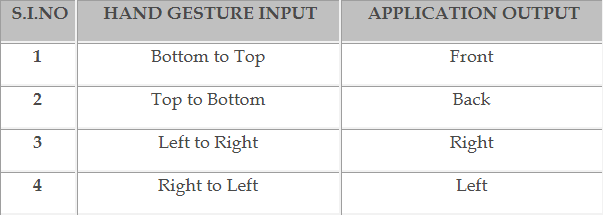 S.I.NO HAND GESTURE INPUT APPLICATION OUTPUT
1 Bottom to Top Front
2 Top to Bottom Back
3 Left to Right Right
4 Right to Left Left